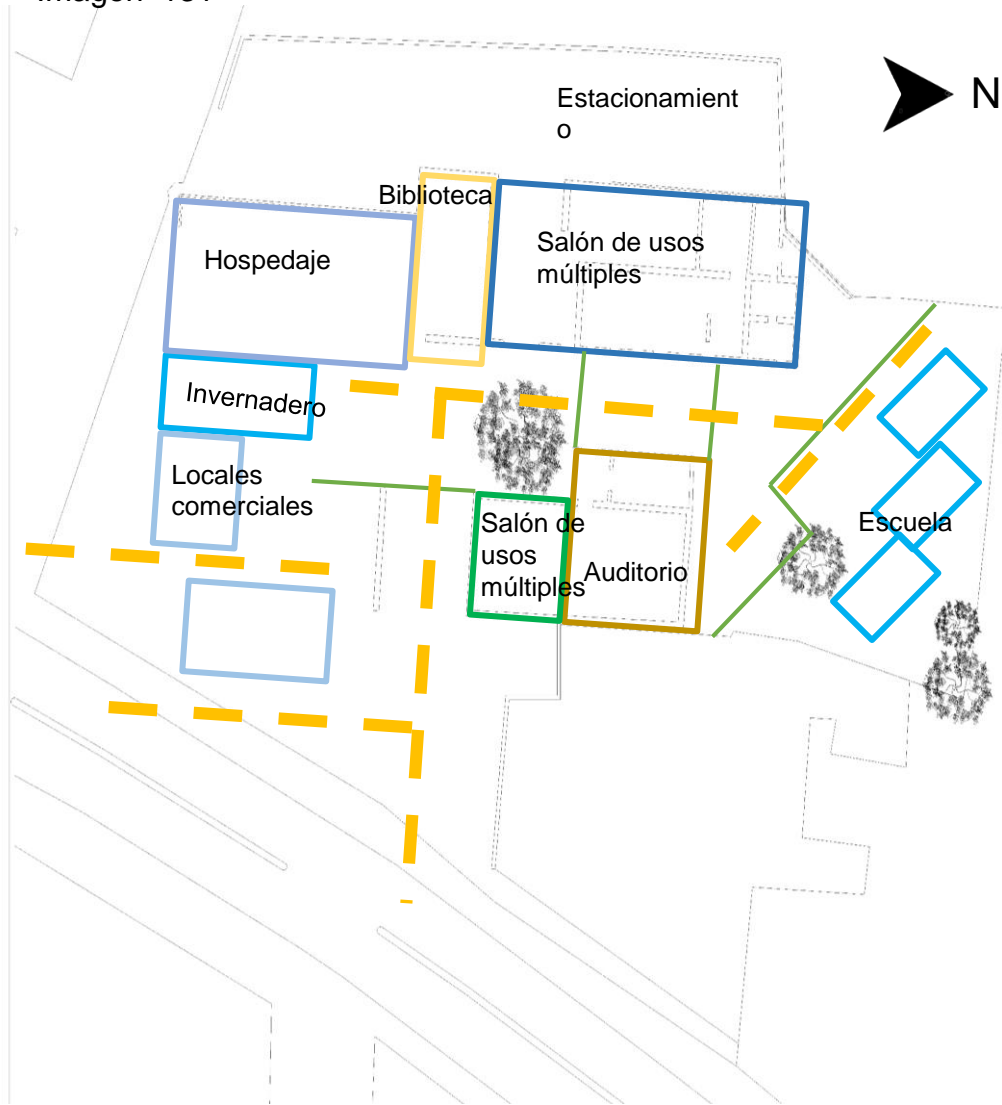 Estacionamient
o
N
Biblioteca
Hospedaje
Salón de usos
múltiples
Invernadero
Locales
comerciales
Salón de
usos
múltiples
Auditorio
Escuela